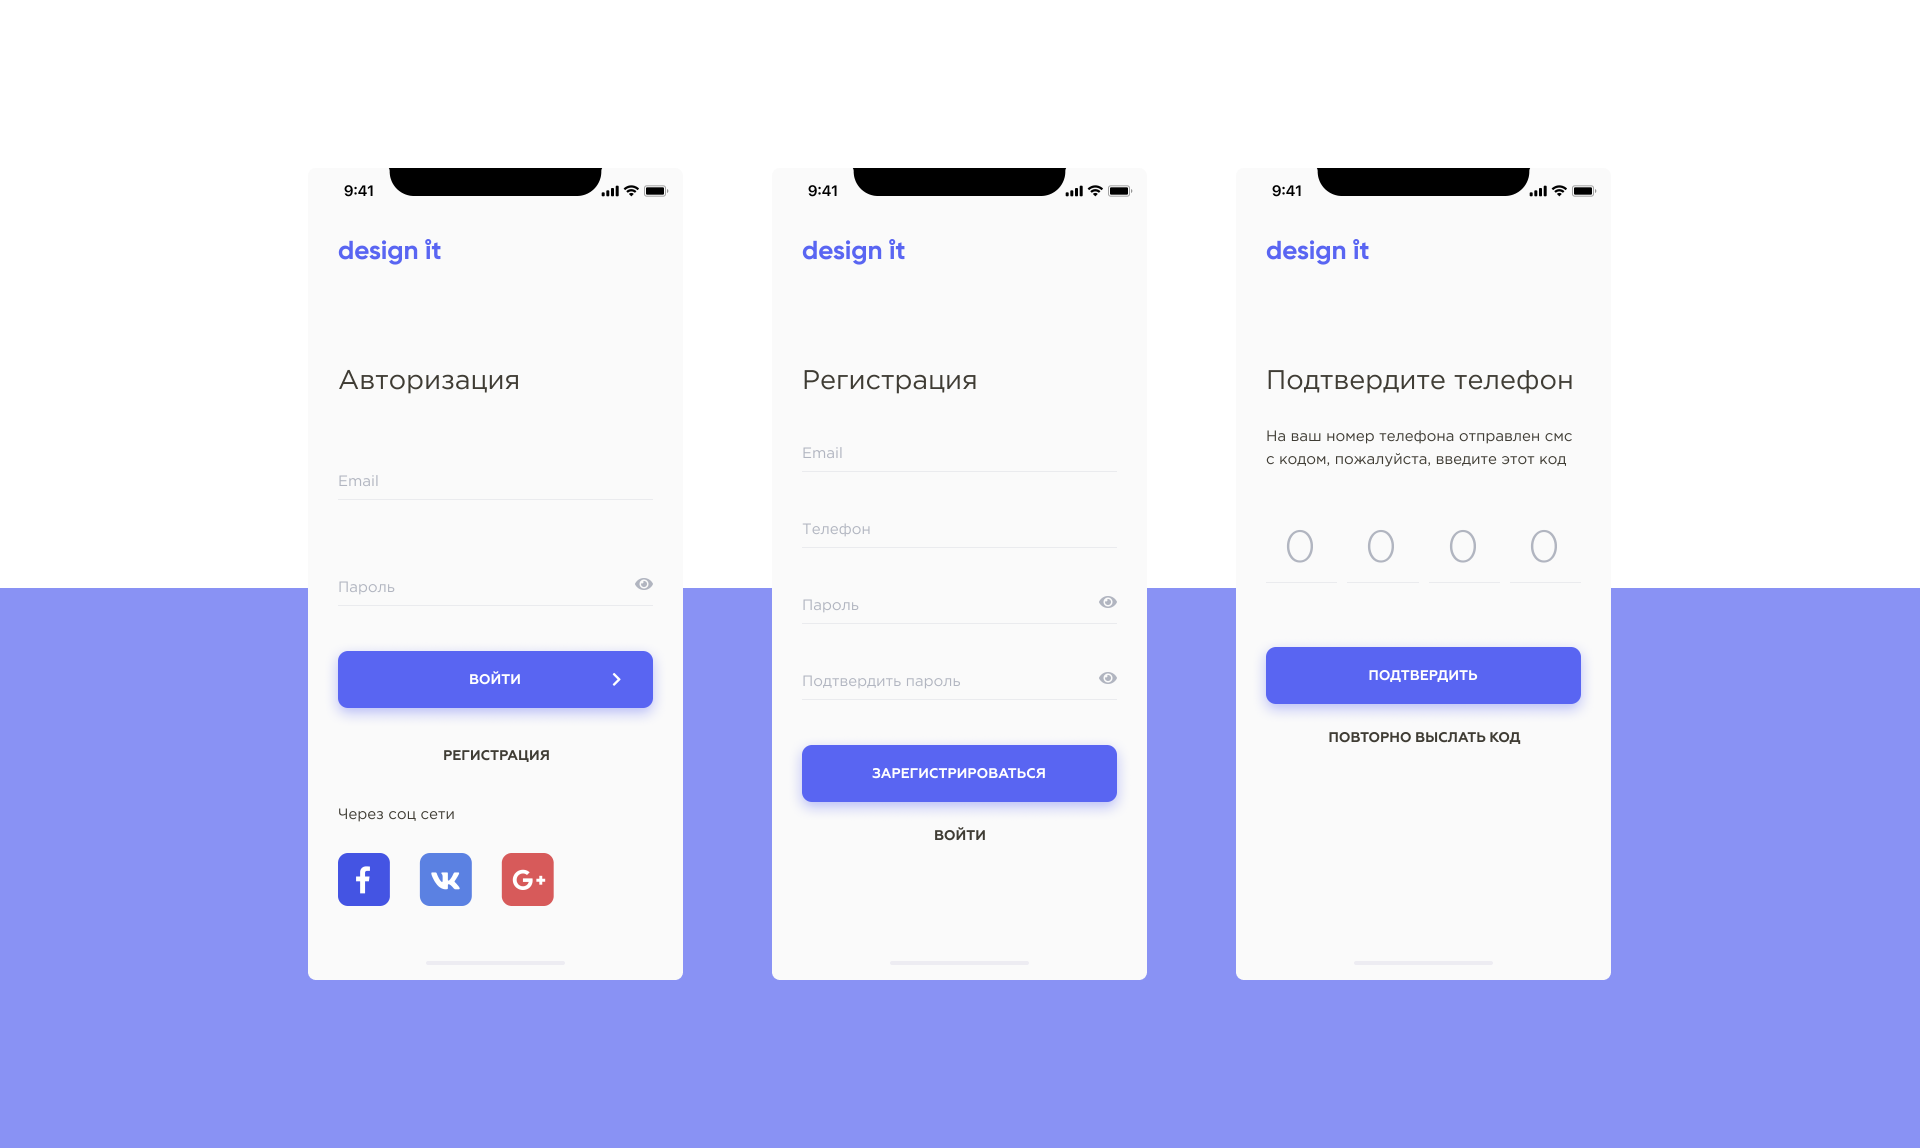 9:41
design it
Авторизация
Email
Пароль
ВОЙТИ
РЕГИСТРАЦИЯ
Через соц сети
f
VK
G+
9:41
design it
Регистрация
Email
Телефон
Пароль
Подтвердить пароль
ЗАРЕГИСТРИРОВАТЬСЯ
ВОЙТИ
9:41
design it
Подтвердите телефон
На ваш номер телефона отправлен смс
с кодом, пожалуйста, введите этот код
0 0 0 0
ПОДТВЕРДИТЬ
ПОВТОРНО ВЫСЛАТЬ КОД